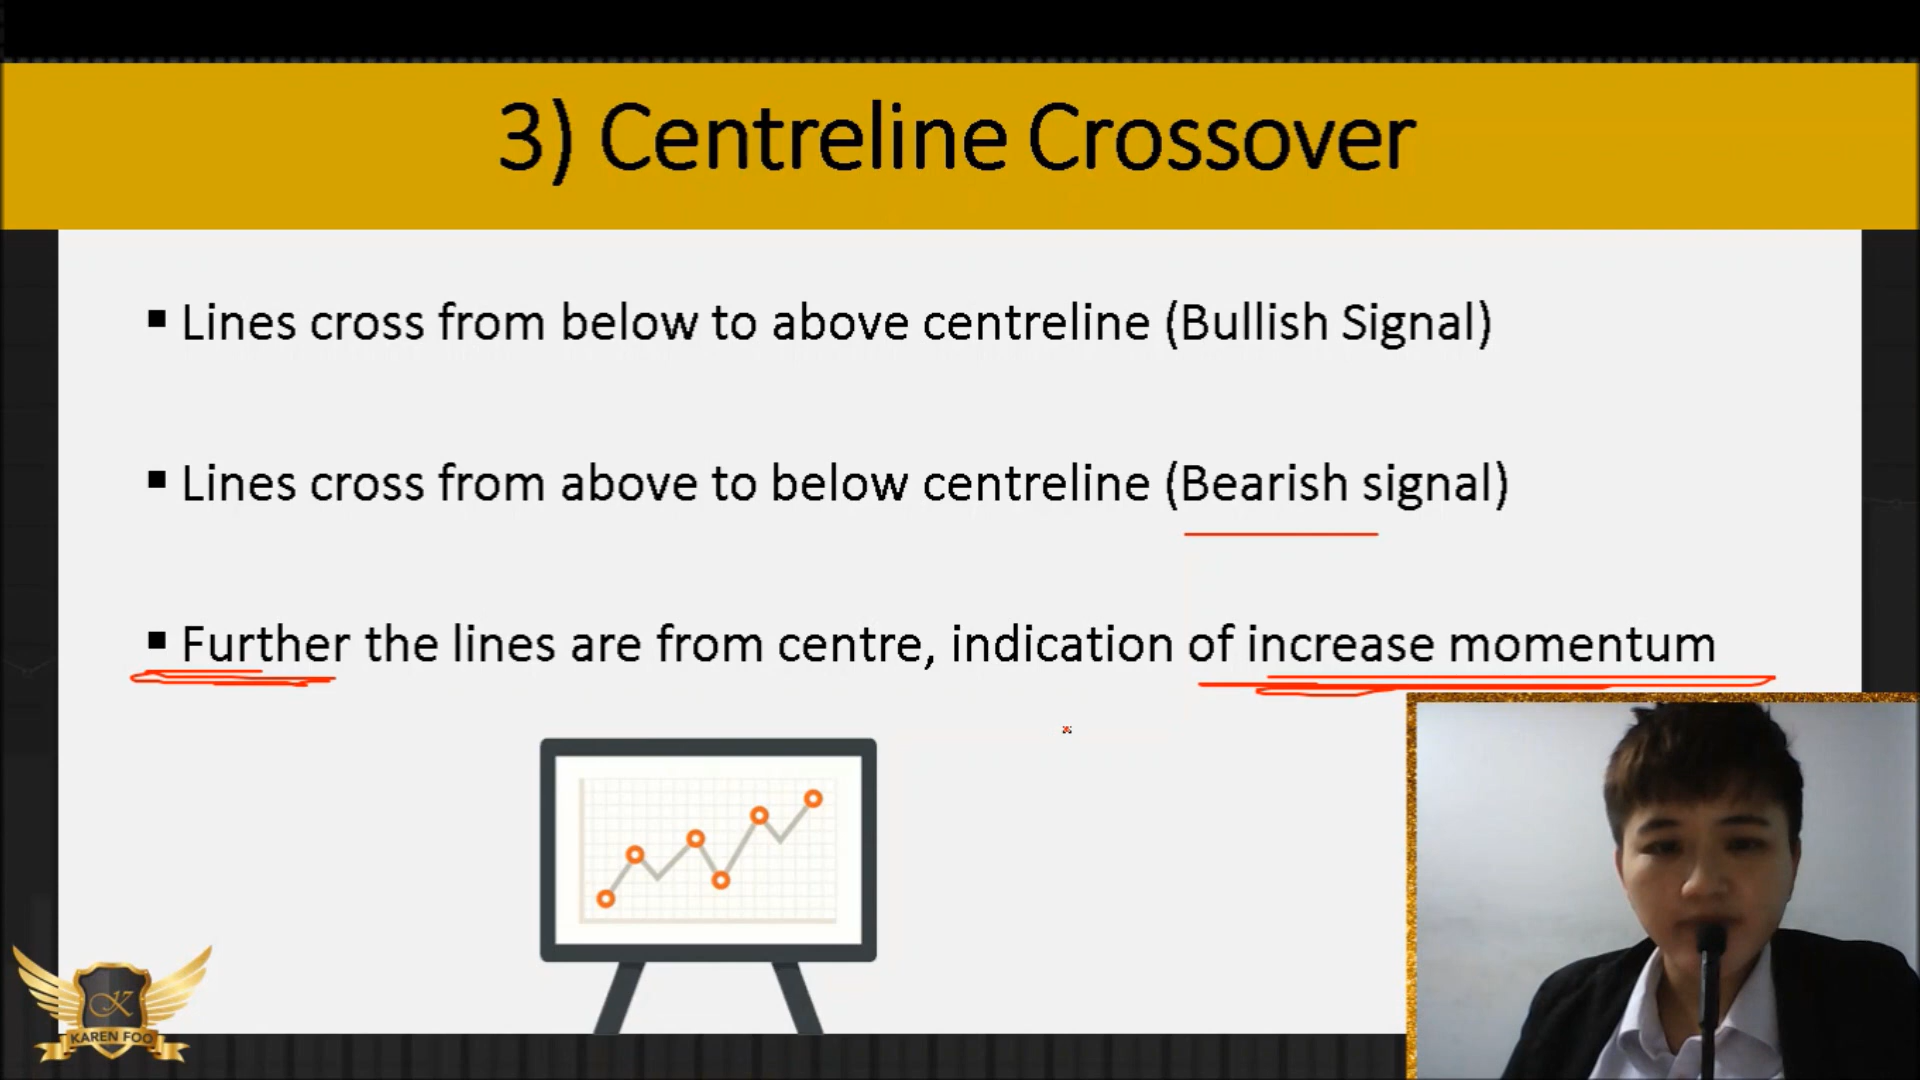 3) Centreline Crossover
▪ Lines cross from below to above centreline (Bullish Signal)
▪ Lines cross from above to below centreline (Bearish signal)
▪ Further the lines are from centre, indication of increase momentum
K
KAREN FOO